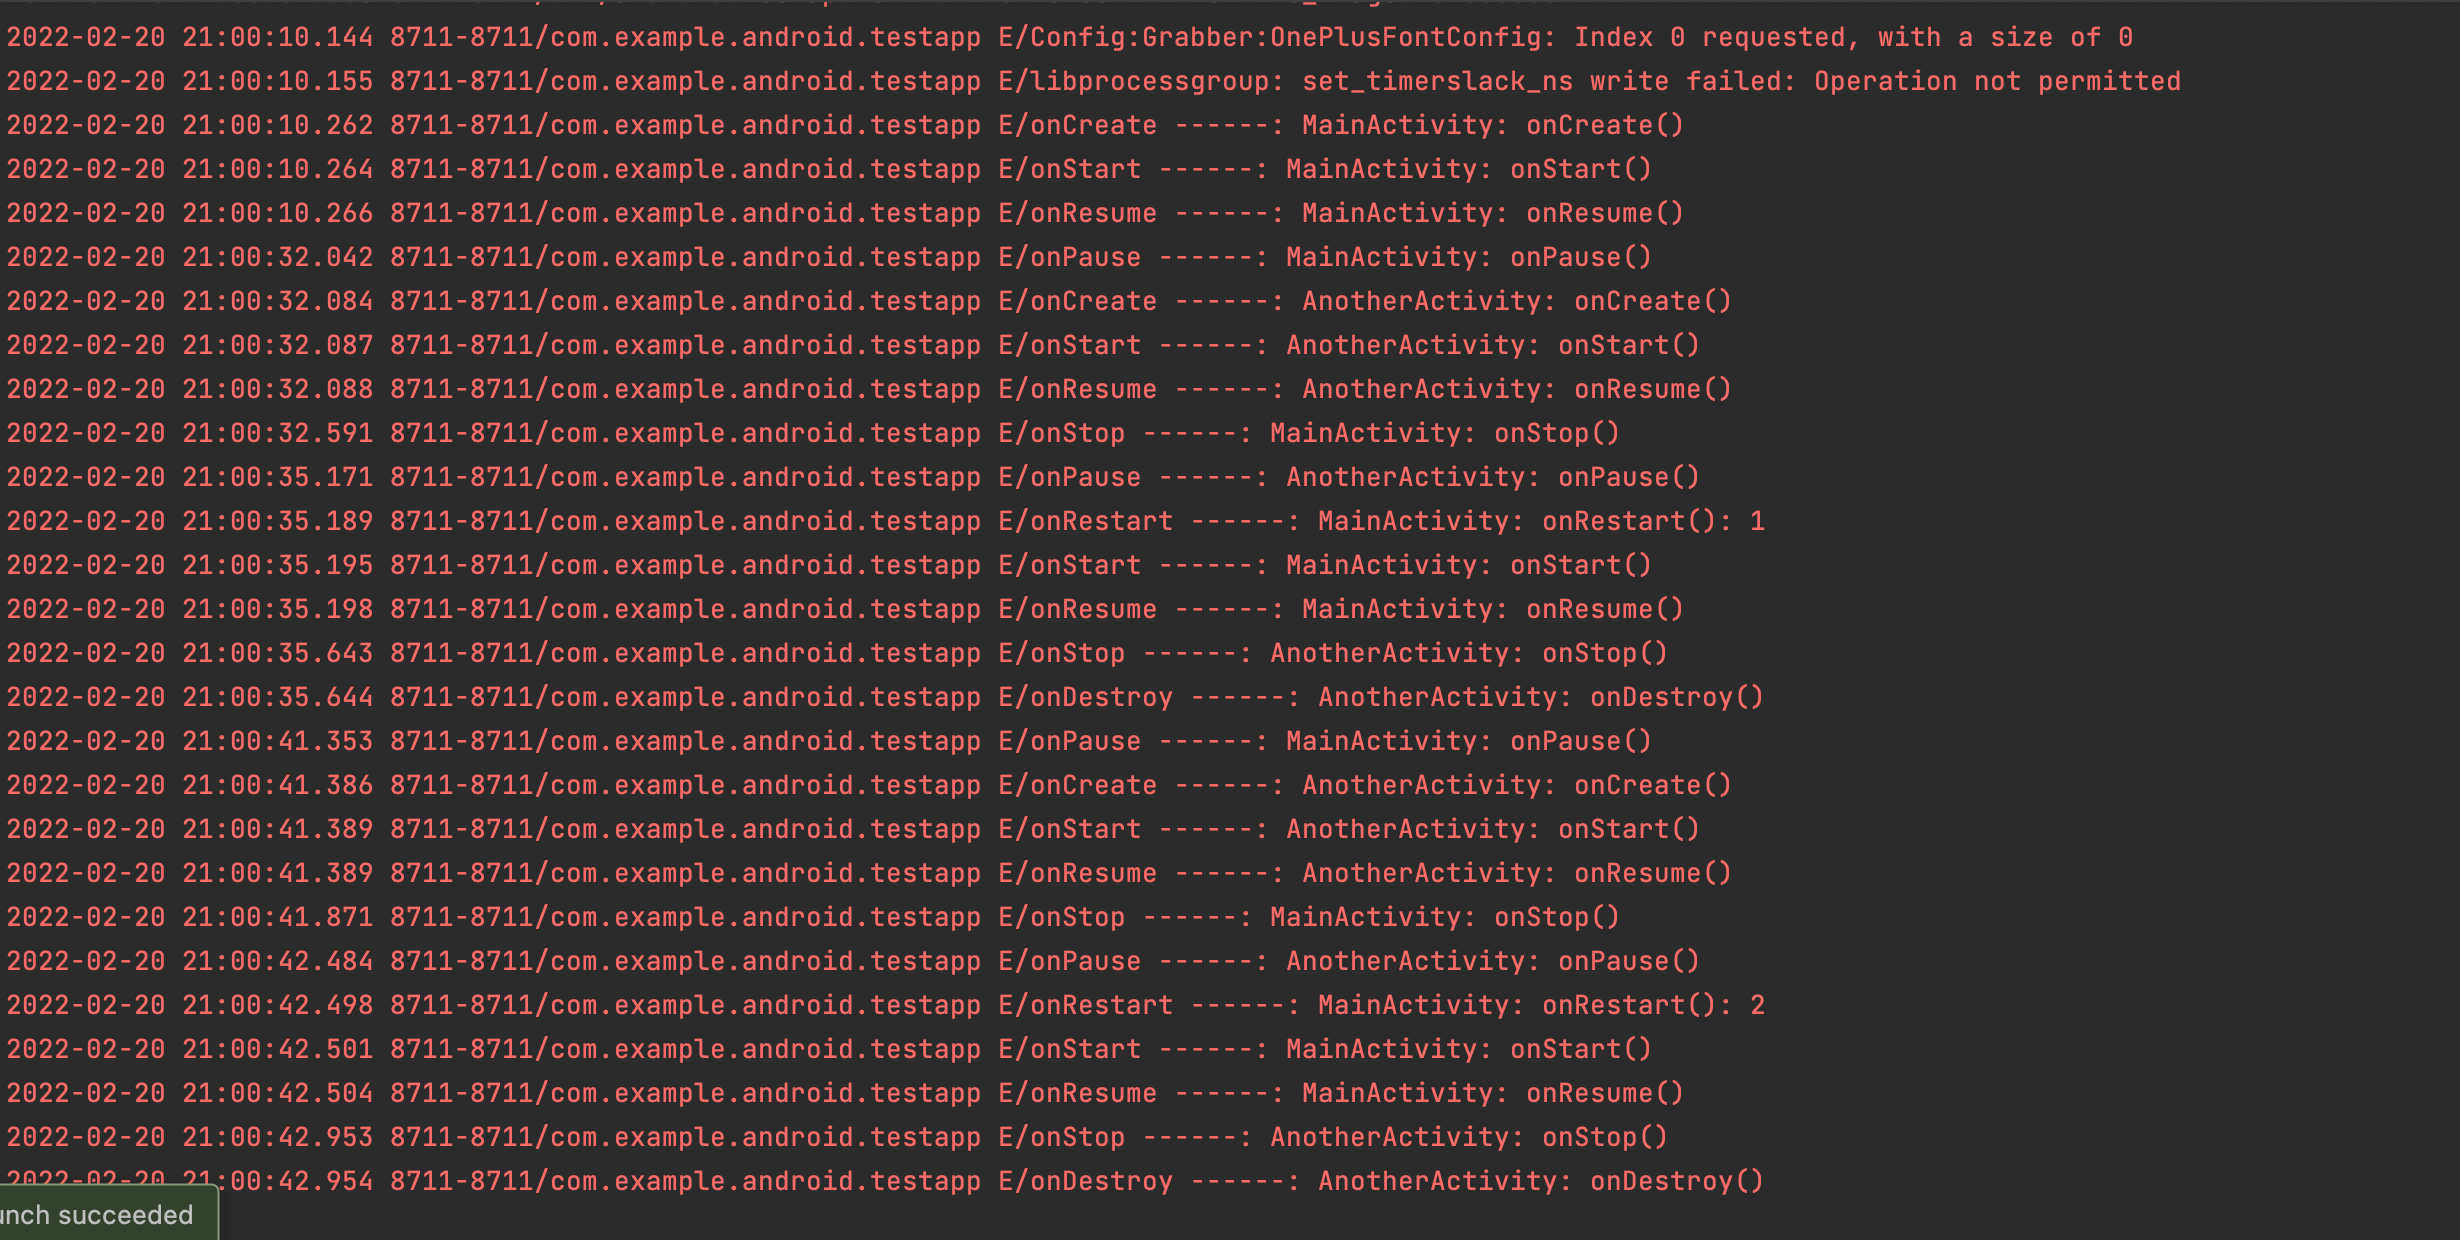 2022-02-20 21:00:10.144 8711-8711/com.example.android.testapp E/Config:Grabber:OnePlusFontConfig: Index 0 requested, with a size of 0
2022-02-20 21:00:10.155 8711-8711/com.example.android.testapp E/libprocessgroup: set_timerslack_ns write failed: Operation not permitted
2022-02-20 21:00:10.262 8711-8711/com.example.android.testapp E/onCreate ------: MainActivity: onCreate()
2022-02-20 21:00:10.264 8711-8711/com.example.android.testapp E/onStart ------: MainActivity: onStart()
2022-02-20 21:00:10.266 8711-8711/com.example.android.testapp E/onResume ------: MainActivity: onResume()
2022-02-20 21:00:32.042 8711-8711/com.example.android.testapp E/onPause ------: MainActivity: onPause()
2022-02-20 21:00:32.084 8711-8711/com.example.android.testapp E/onCreate ------: AnotherActivity: onCreate()
2022-02-20 21:00:32.087 8711-8711/com.example.android.testapp E/onStart ------: AnotherActivity: onStart()
2022-02-20 21:00:32.088 8711-8711/com.example.android.testapp E/onResume ------: AnotherActivity: onResume()
2022-02-20 21:00:32.591 8711-8711/com.example.android.testapp E/onStop ------: MainActivity: onStop()
2022-02-20 21:00:35.171 8711-8711/com.example.android.testapp E/onPause ------: AnotherActivity: onPause()
2022-02-20 21:00:35.189 8711-8711/com.example.android.testapp E/onRestart ------: MainActivity: onRestart(): 1
2022-02-20 21:00:35.195 8711-8711/com.example.android.testapp E/onStart ------: MainActivity: onStart()
2022-02-20 21:00:35.198 8711-8711/com.example.android.testapp E/onResume ------: MainActivity: onResume()
2022-02-20 21:00:35.643 8711-8711/com.example.android.testapp E/onStop ------: AnotherActivity: onStop()
2022-02-20 21:00:35.644 8711-8711/com.example.android.testapp E/onDestroy ------: AnotherActivity: onDestroy()
2022-02-20 21:00:41.353 8711-8711/com.example.android.testapp E/onPause ------: MainActivity: onPause()
2022-02-20 21:00:41.386 8711-8711/com.example.android.testapp E/onCreate ------: AnotherActivity: onCreate()
2022-02-20 21:00:41.389 8711-8711/com.example.android.testapp E/onStart ------: AnotherActivity: onStart()
2022-02-20 21:00:41.389 8711-8711/com.example.android.testapp E/onResume ------: AnotherActivity: onResume()
2022-02-20 21:00:41.871 8711-8711/com.example.android.testapp E/onStop ------: MainActivity: onStop()
2022-02-20 21:00:42.484 8711-8711/com.example.android.testapp E/onPause ------: AnotherActivity: onPause()
2022-02-20 21:00:42.498 8711-8711/com.example.android.testapp E/onRestart ------: MainActivity: onRestart(): 2
2022-02-20 21:00:42.501 8711-8711/com.example.android.testapp E/onStart ------: MainActivity: onStart()
2022-02-20 21:00:42.504 8711-8711/com.example.android.testapp E/onResume ------: MainActivity: onResume()
2022-02-20 21:00:42.953 8711-8711/com.example.android.testapp E/onStop ------: AnotherActivity: onStop()
2022-02-20 21:00:42.954 8711-8711/com.example.android.testapp E/onDestroy ------: AnotherActivity: onDestroy()
unch succeeded